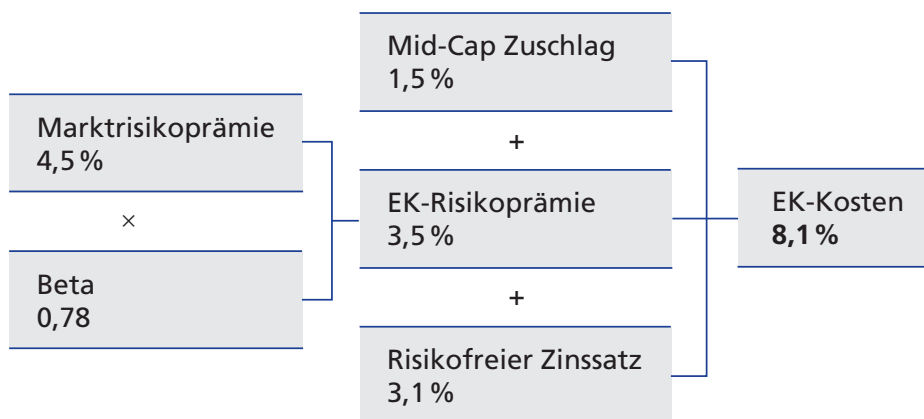 Mid-Cap Zuschlag
1,5 %
Marktrisikoprämie
4,5 %
+
×
EK-Risikoprämie
3,5 %
EK-Kosten
8,1 %
Beta
0,78
+
Risikofreier Zinssatz
3,1 %